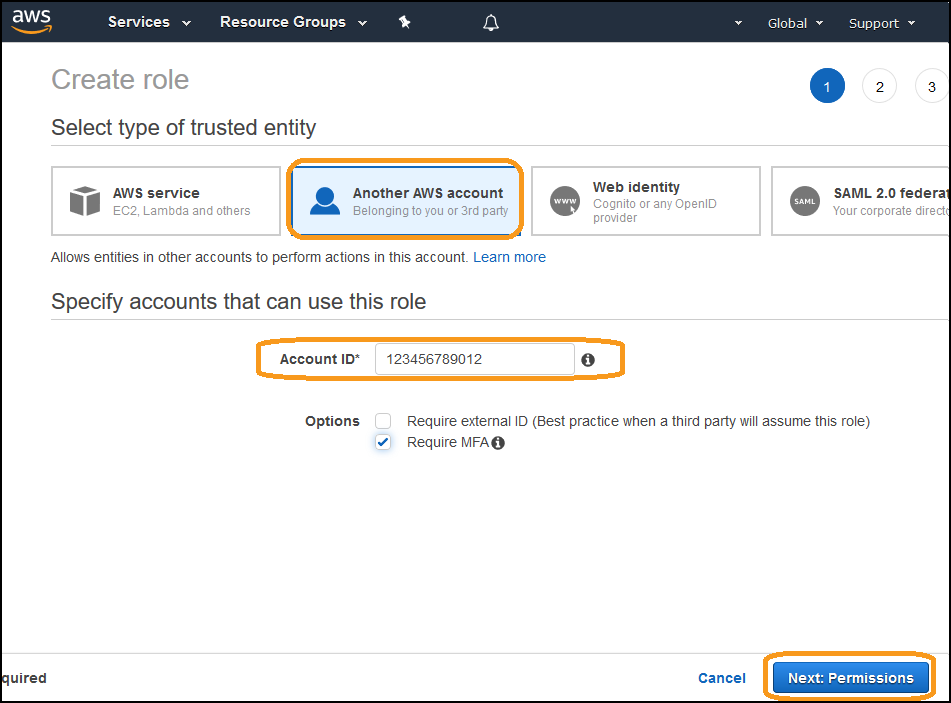 aws Services Resource Groups Global Support
Create role
1 2 3
Select type of trusted entity
AWS service
EC2, Lambda and others
Another AWS account
Belonging to you or 3rd party
Web identity
Cognito or any OpenID
provider
WWW
SAML
SAML 2.0 federat
Your corporate directo
Allows entities in other accounts to perform actions in this account. Learn more
Specify accounts that can use this role
Account ID* 123456789012
Options Require external ID (Best practice when a third party will assume this role)
Require MFA
quired Cancel Next: Permissions